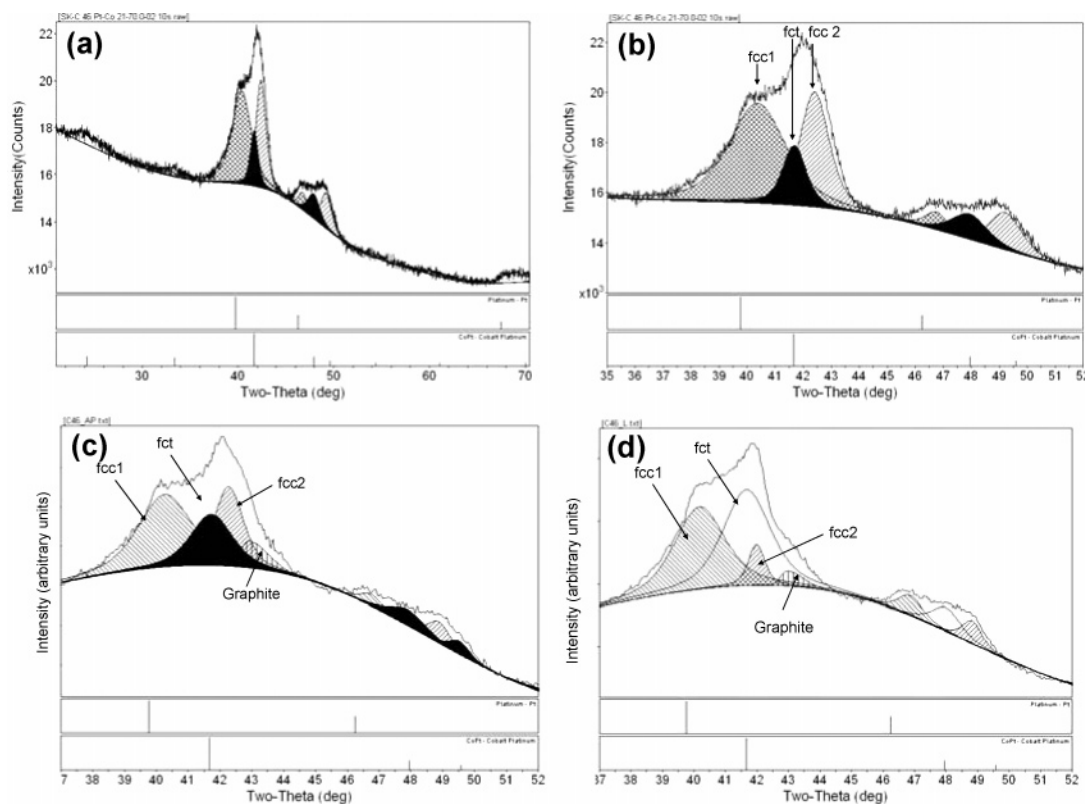 [SK-C 46 Pt-Co 21-70.0-02 10s.raw]
(a)
22
20
18
16
14
x10³
Intensity(Counts)
Platinum - Pt
CoPt - Cobalt Platinum
30 40 50 60 70
Two-Theta (deg)
[SK-C 46 Pt-Co 21-70.0-02 10s.raw]
(b)
fcc1
fct
fcc 2
22
20
18
16
14
x10³
Intensity(Counts)
Platinum - Pt
CoPt - Cobalt Platinum
35 36 37 38 39 40 41 42 43 44 45 46 47 48 49 50 51 52
Two-Theta (deg)
[C46_AP.txt]
(c)
fcc1
fct
fcc2
Graphite
Intensity (arbitrary units)
Platinum - Pt
CoPt - Cobalt Platinum
7 38 39 40 41 42 43 44 45 46 47 48 49 50 51 52
Two-Theta (deg)
[C46_L.txt]
(d)
fcc1
fct
fcc2
Graphite
Intensity (arbitrary units)
Platinum - Pt
CoPt - Cobalt Platinum
37 38 39 40 41 42 43 44 45 46 47 48 49 50 51 52
Two-Theta (deg)